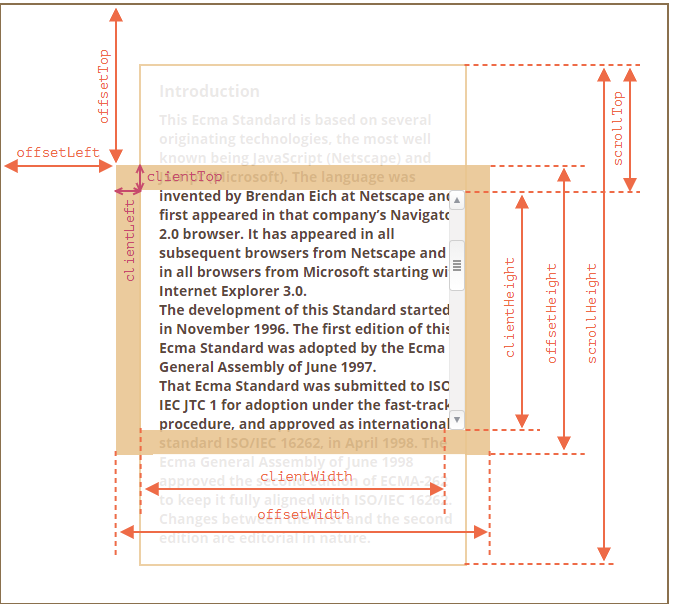 offsetTop
Introduction
This Ecma Standard is based on several
originating technologies, the most well
known being JavaScript (Netscape) and
(Microsoft). The language was
offsetLeft
clientTop
clientLeft
invented by Brendan Eich at Netscape and
first appeared in that company's Navigato
2.0 browser. It has appeared in all
subsequent browsers from Netscape and
in all browsers from Microsoft starting wi
Internet Explorer 3.0.
The development of this Standard started
in November 1996. The first edition of this
Ecma Standard was adopted by the Ecma
General Assembly of June 1997.
That Ecma Standard was submitted to ISO
IEC JTC 1 for adoption under the fast-track
procedure, and approved as international
standard ISO/IEC 16262, in April 1998. The
Ecma General Assembly of June 1998
approved the second edition of ECMA-26
to keep it fully aligned with ISO/IEC 1626
Changes between the first and the second
edition are editorial in nature.
clientWidth
offsetWidth
scrollTop
clientHeight
offsetHeight
scrollHeight